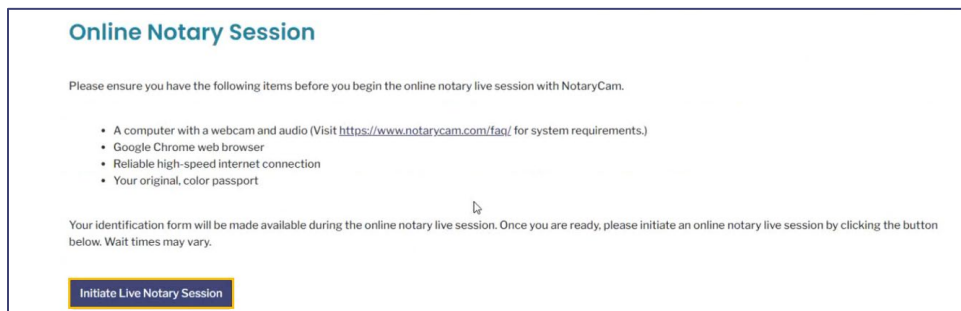 Online Notary Session
Please ensure you have the following items before you begin the online notary live session with NotaryCam.
• A computer with a webcam and audio (Visit https://www.notarycam.com/faq/ for system requirements.)
• Google Chrome web browser
• Reliable high-speed internet connection
• Your original, color passport
Your identification form will be made available during the online notary live session. Once you are ready, please initiate an online notary live session by clicking the button
below. Wait times may vary.
Initiate Live Notary Session